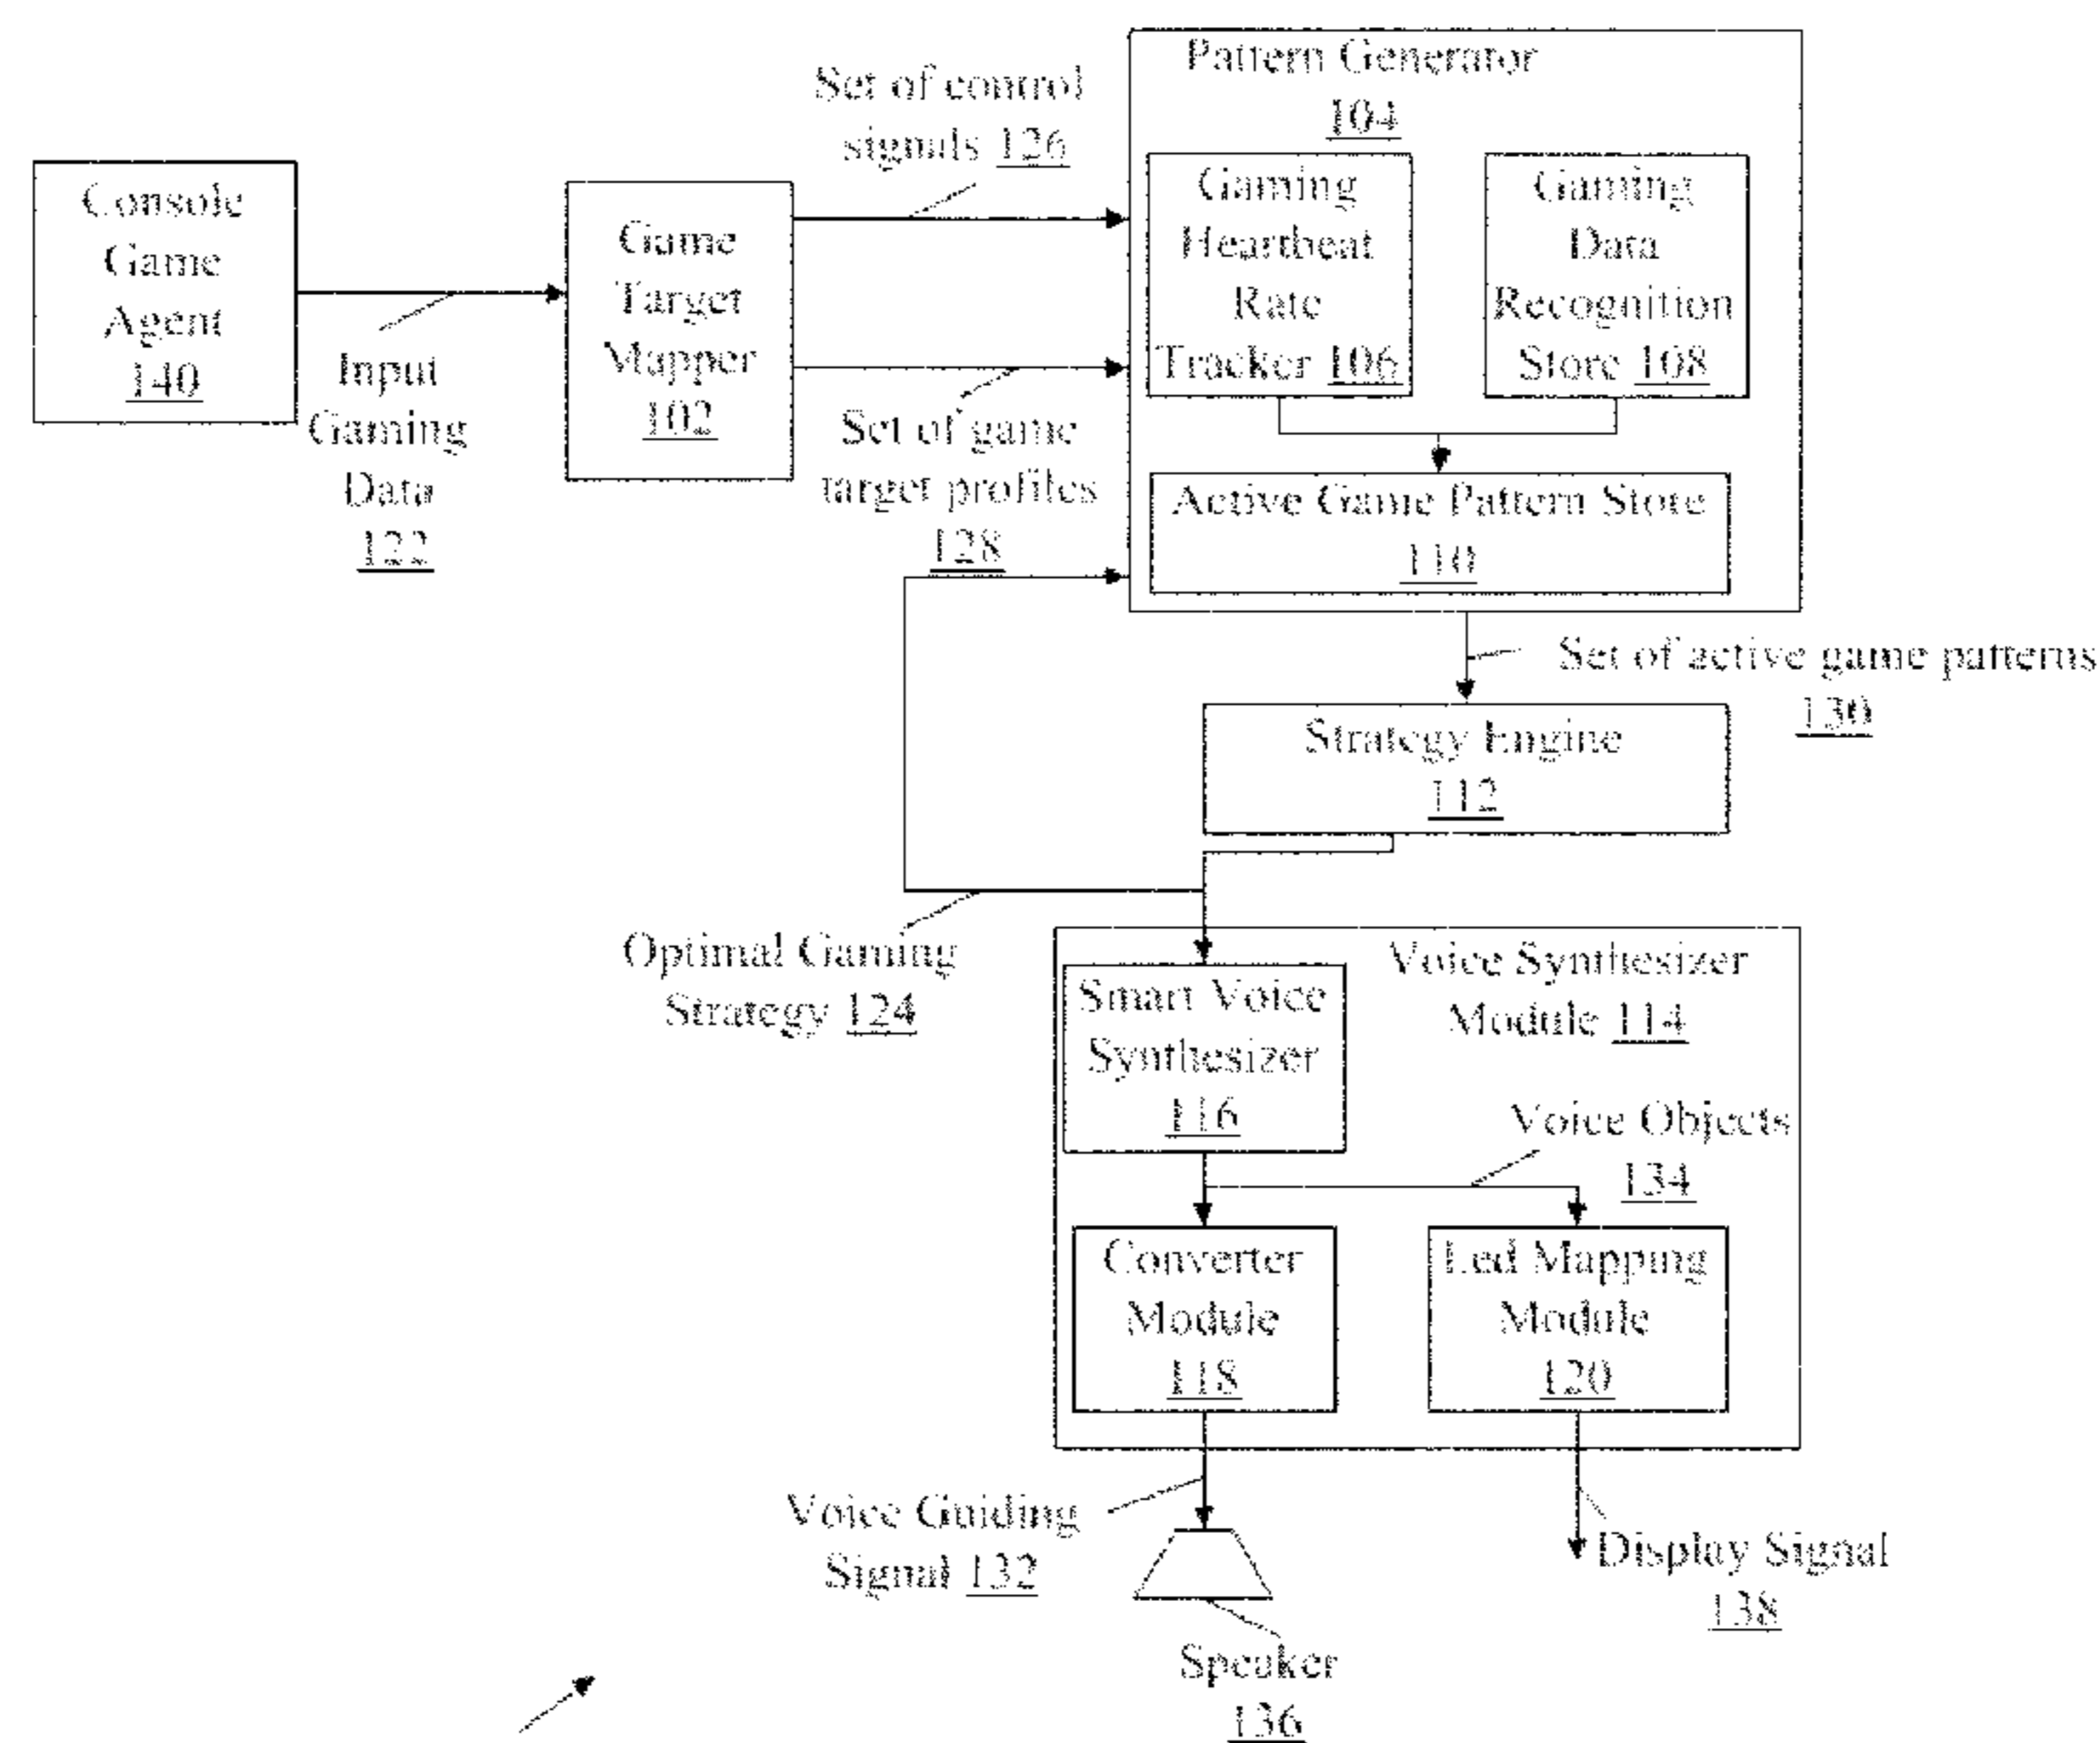 Pattern Generator
104
Set of control
signals 126
Console
Game
Agent
140
Game
Target
Mapper
102
Gaming
Heartbeat
Rate
Tracker 106
Gaming
Data
Recognition
Store 108
Input
Gaming
Data
122
Set of game
target profiles
128
Active Game Pattern Store
110
Set of active game patterns
130
Strategy Engine
112
Optimal Gaming
Strategy 124
Voice Synthesizer
Module 114
Smart Voice
Synthesizer
116
Voice Objects
134
Converter
Module
118
Led Mapping
Module
120
Voice Guiding
Signal 132
Display Signal
138
Speaker
136